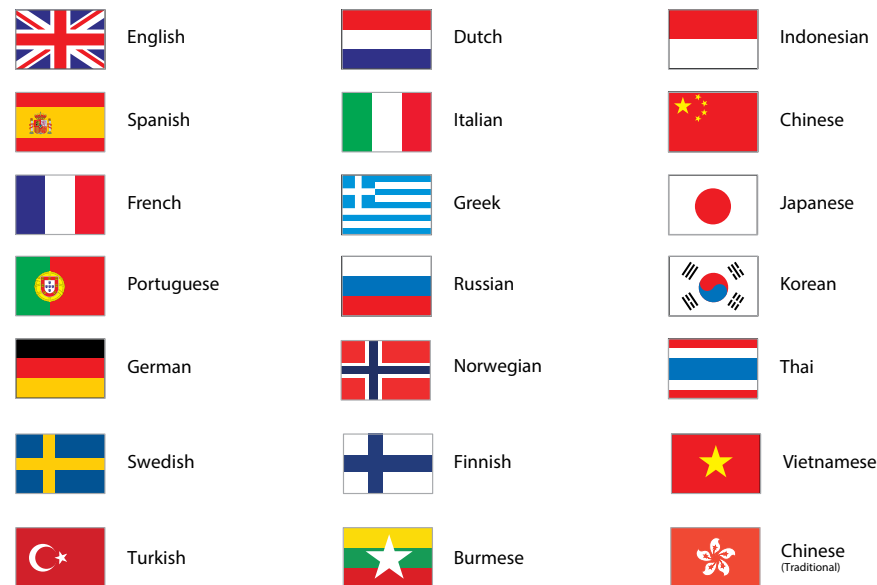 English
Dutch
Indonesian
Spanish
Italian
Chinese
French
Greek
Japanese
Portuguese
Russian
Korean
German
Norwegian
Thai
Swedish
Finnish
Vietnamese
Turkish
Burmese
Chinese
(Traditional)